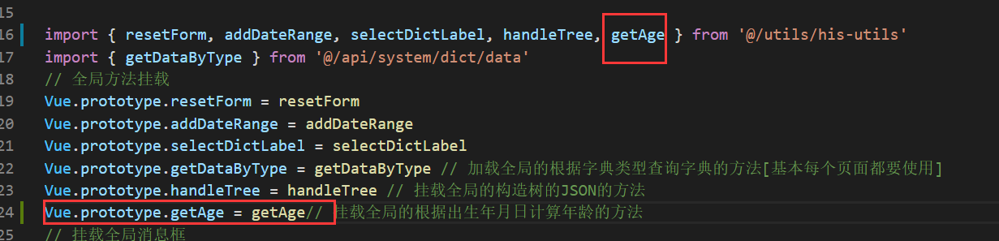 15
16 import { resetForm, addDateRange, selectDictLabel, handleTree, getAge } from '@/utils/his-utils'
17 import { getDataByType } from '@/api/system/dict/data'
18 // 全局方法挂载
19 Vue.prototype.resetForm = resetForm
20 Vue.prototype.addDateRange = addDateRange
21 Vue.prototype.selectDictLabel = selectDictLabel
22 Vue.prototype.getDataByType = getDataByType // 加载全局的根据字典类型查询字典的方法[基本每个页面都要使用]
23 Vue.prototype.handleTree = handleTree // 挂载全局的构造树的JSON的方法
24 Vue.prototype.getAge = getAge// 挂载全局的根据出生年月日计算年龄的方法
25 // 挂载全局消息框